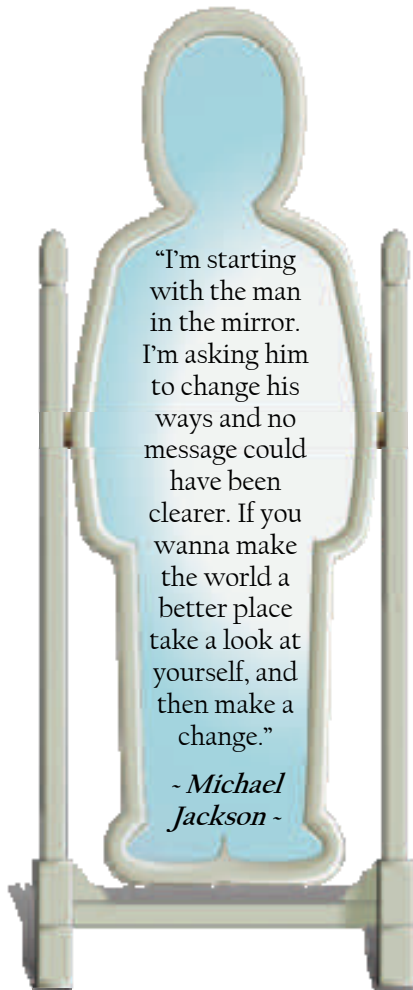 “I’m starting
with the man
in the mirror.
I’m asking him
to change his
ways and no
message could
have been
clearer. If you
wanna make
the world a
better place
take a look at
yourself, and
then make a
change.”
~ Michael
Jackson ~